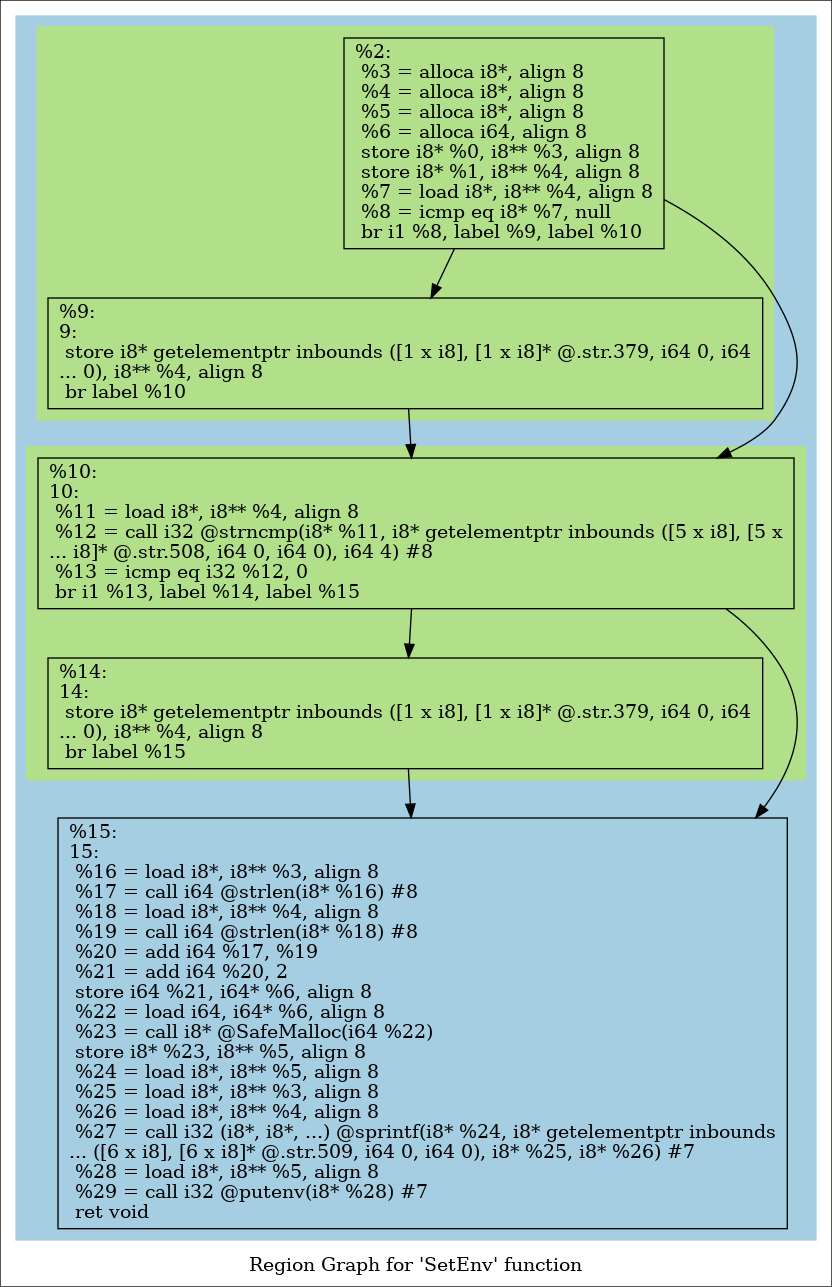 %2:
%3 = alloca i8*, align 8
%4 = alloca i8*, align 8
%5 = alloca i8*, align 8
%6 = alloca i64, align 8
store i8* %0, i8** %3, align 8
store i8* %1, i8** %4, align 8
%7 = load i8*, i8** %4, align 8
%8 = icmp eq i8* %7, null
br i1 %8, label %9, label %10
%9:
9:
store i8* getelementptr inbounds ([1 x i8], [1 x i8]* @.str.379, i64 0, i64
... 0), i8** %4, align 8
br label %10
%10:
10:
%11 = load i8*, i8** %4, align 8
%12 = call i32 @strncmp(i8* %11, i8* getelementptr inbounds ([5 x i8], [5 x
... i8]* @.str.508, i64 0, i64 0), i64 4) #8
%13 = icmp eq i32 %12, 0
br i1 %13, label %14, label %15
%14:
14:
store i8* getelementptr inbounds ([1 x i8], [1 x i8]* @.str.379, i64 0, i64
... 0), i8** %4, align 8
br label %15
%15:
15:
%16 = load i8*, i8** %3, align 8
%17 = call i64 @strlen(i8* %16) #8
%18 = load i8*, i8** %4, align 8
%19 = call i64 @strlen(i8* %18) #8
%20 = add i64 %17, %19
%21 = add i64 %20, 2
store i64 %21, i64* %6, align 8
%22 = load i64, i64* %6, align 8
%23 = call i8* @SafeMalloc(i64 %22)
store i8* %23, i8** %5, align 8
%24 = load i8*, i8** %5, align 8
%25 = load i8*, i8** %3, align 8
%26 = load i8*, i8** %4, align 8
%27 = call i32 (i8*, i8*, ...) @sprintf(i8* %24, i8* getelementptr inbounds
... ([6 x i8], [6 x i8]* @.str.509, i64 0, i64 0), i8* %25, i8* %26) #7
%28 = load i8*, i8** %5, align 8
%29 = call i32 @putenv(i8* %28) #7
ret void
Region Graph for 'SetEnv' function